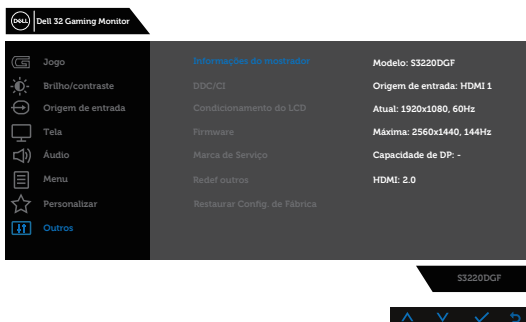 DELL Dell 32 Gaming Monitor
Jogo
Brilho/contraste
Origem de entrada
Tela
Áudio
Menu
Personalizar
Outros
Informações do mostrador
DDC/CI
Condicionamento do LCD
Firmware
Marca de Serviço
Redef outros
Restaurar Config. de Fábrica
Modelo: S3220DGF
Origem de entrada: HDMI 1
Atual: 1920x1080, 60Hz
Máxima: 2560x1440, 144Hz
Capacidade de DP: -
HDMI: 2.0
S3220DGF